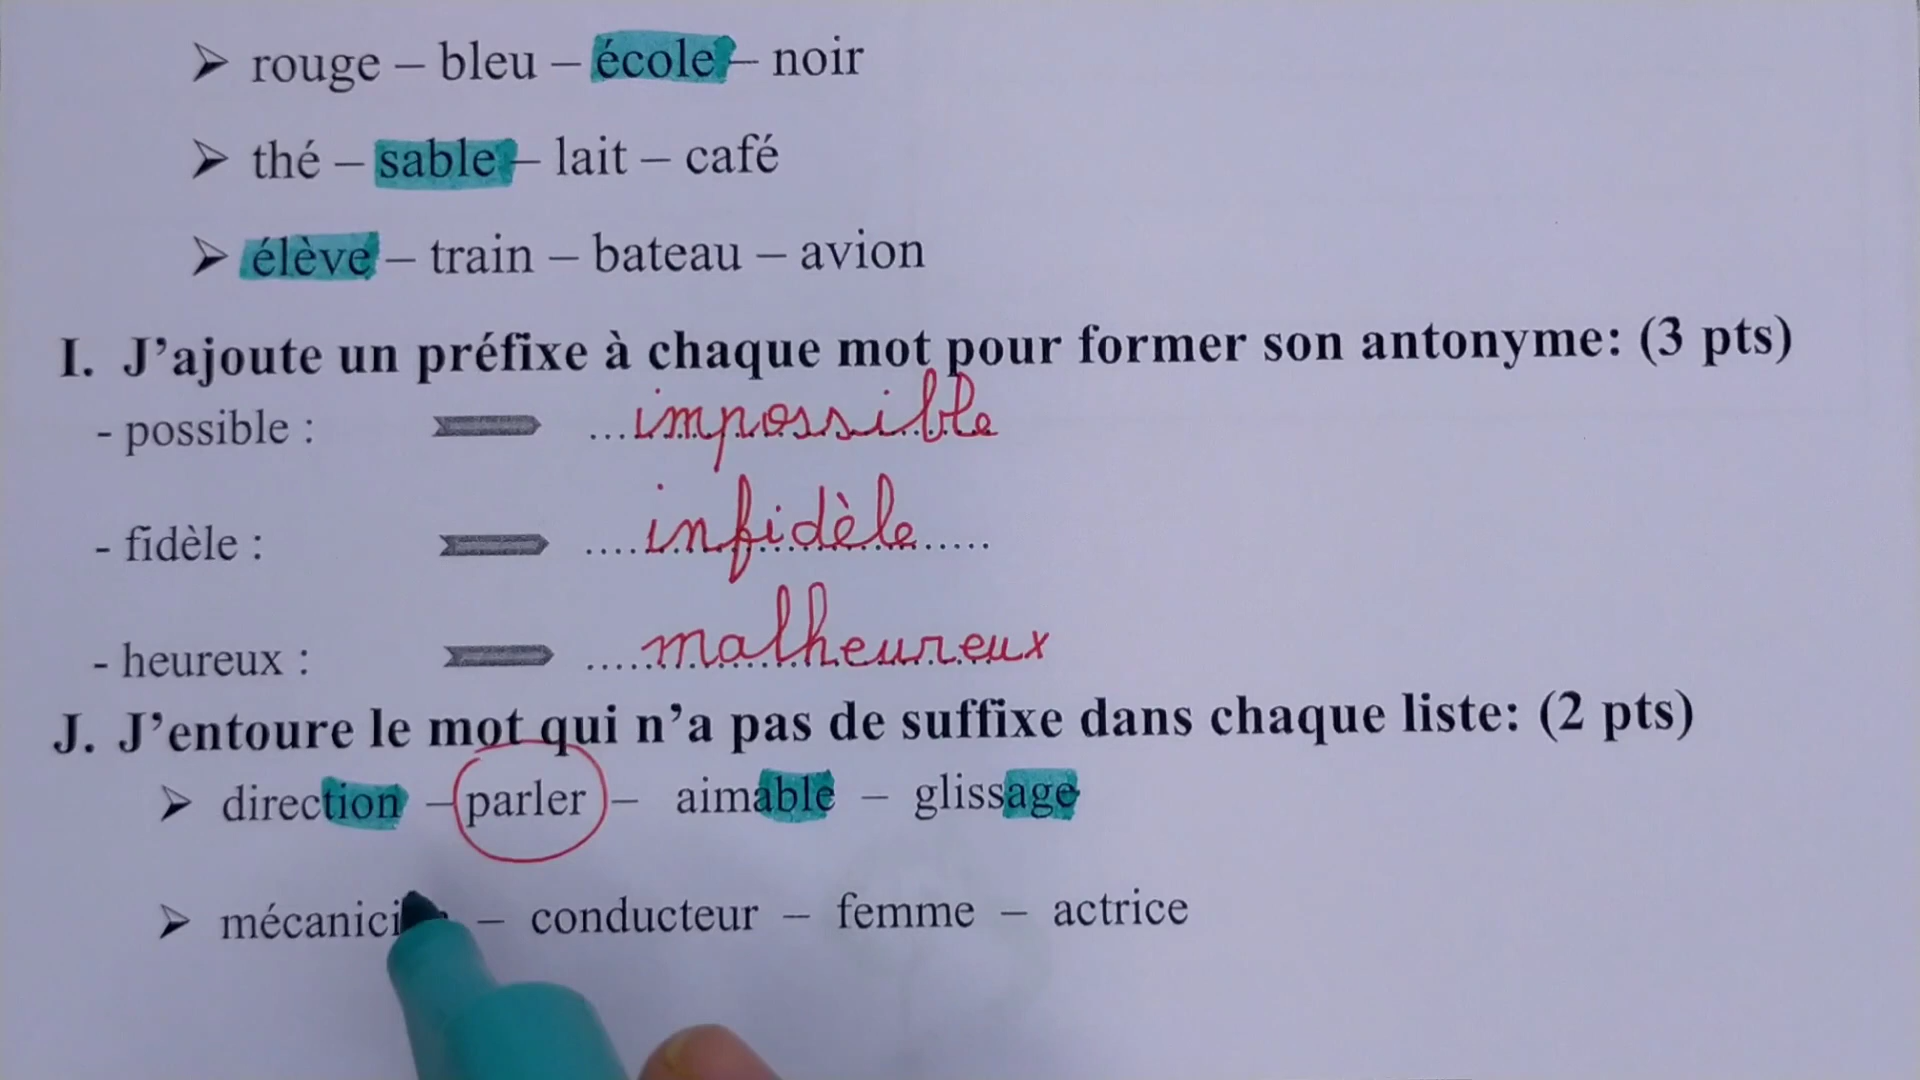 ➢ rouge – bleu – école – noir
➢ thé – sable – lait – café
➢ élève – train – bateau – avion
I. J’ajoute un préfixe à chaque mot pour former son antonyme: (3 pts)
- possible : ...impossible
- fidèle : ....infidèle.....
- heureux : .....malheureux
J. J’entoure le mot qui n’a pas de suffixe dans chaque liste: (2 pts)
➢ direction – parler – aimable – glissage
➢ – conducteur – femme – actrice